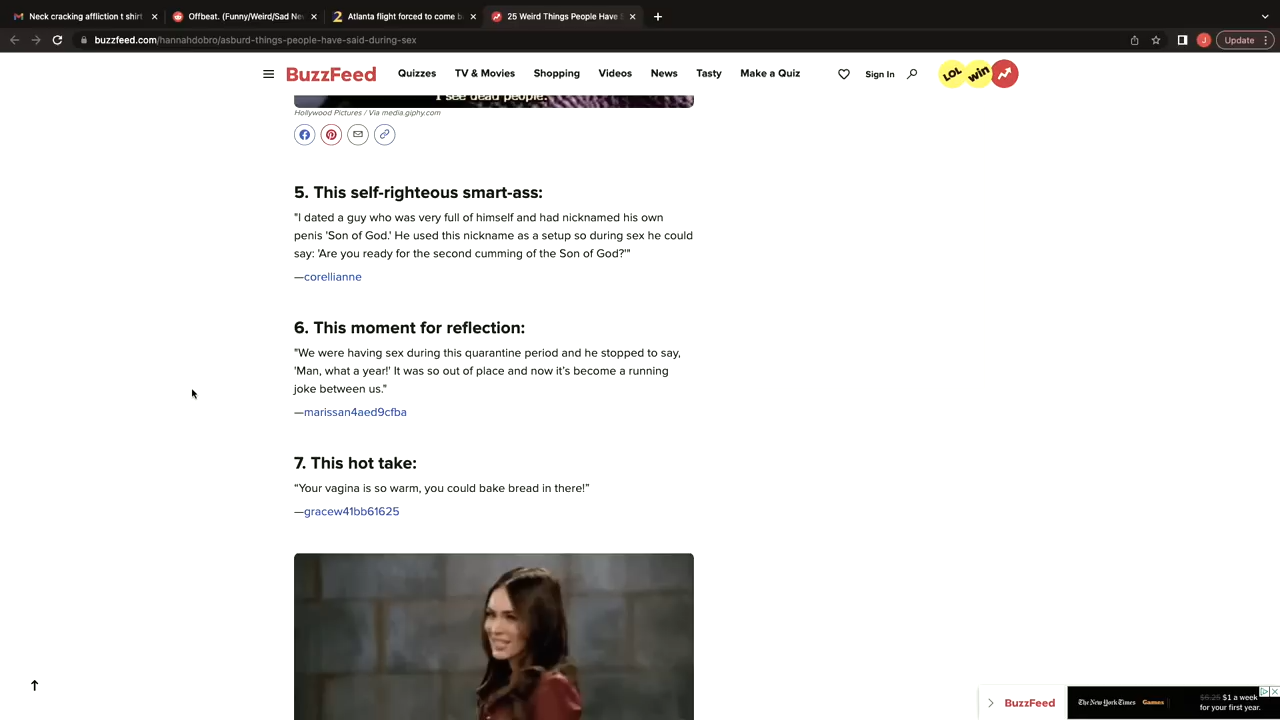 Neck cracking affliction t shirt
Offbeat. (Funny/Weird/Sad Ne
Atlanta flight forced to come b
25 Weird Things People Have S
buzzfeed.com/hannahdobro/asburd-things-people-have-said-during-sex
J
Update
BuzzFeed
Quizzes TV & Movies Shopping Videos News Tasty Make a Quiz
Sign In
LOL win
I see dead people.
Hollywood Pictures / Via media.giphy.com
5. This self-righteous smart-ass:
"I dated a guy who was very full of himself and had nicknamed his own
penis 'Son of God.' He used this nickname as a setup so during sex he could
say: 'Are you ready for the second cumming of the Son of God?'"
—corellianne
6. This moment for reflection:
"We were having sex during this quarantine period and he stopped to say,
'Man, what a year!' It was so out of place and now it’s become a running
joke between us."
—marissan4aed9cfba
7. This hot take:
“Your vagina is so warm, you could bake bread in there!”
—gracew41bb61625
BuzzFeed
The New York Times Games
$6.25 $1 a week
for your first year.